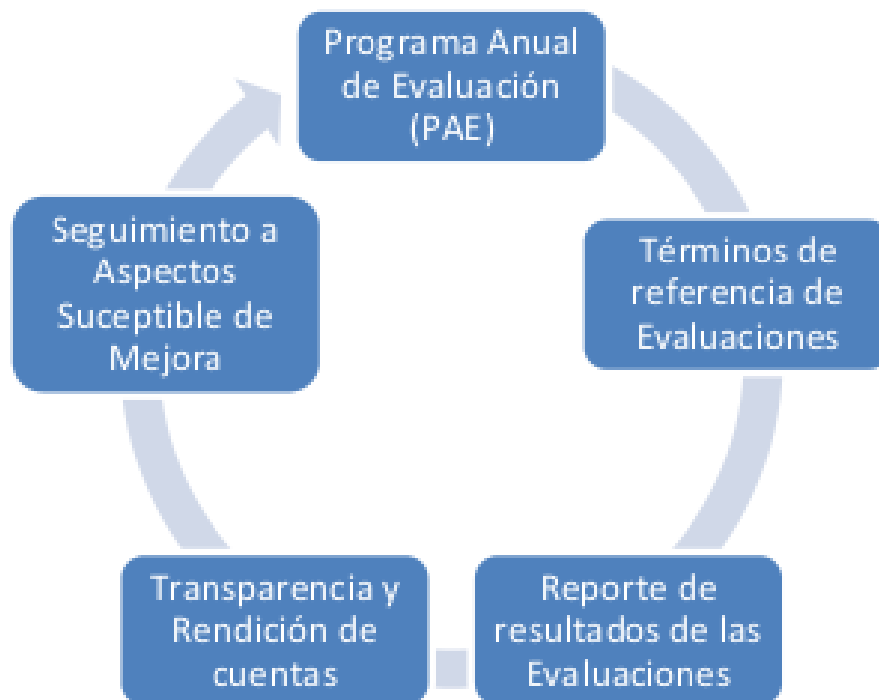 Programa Anual
de Evaluación
(PAE)
Términos de
referencia de
Evaluaciones
Reporte de
resultados de las
Evaluaciones
Transparencia y
Rendición de
cuentas
Seguimiento a
Aspectos
Suceptible de
Mejora